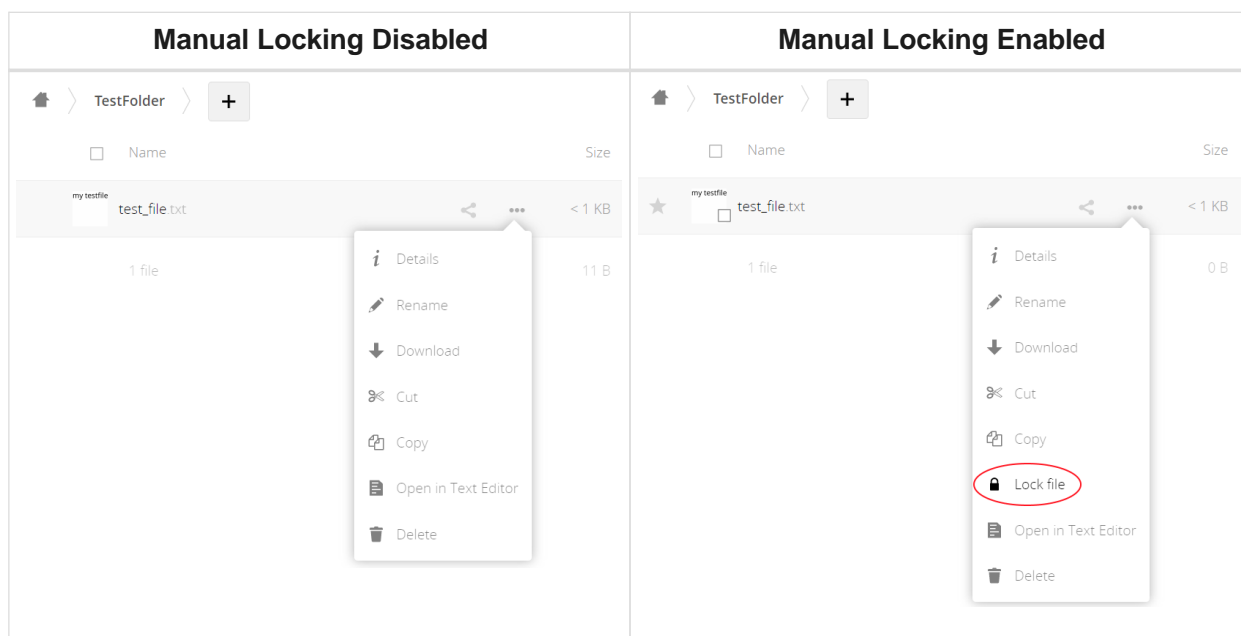 Manual Locking Disabled
TestFolder +
Name Size
my testfile
test_file.txt ••• < 1 KB
Details
1 file 11 B
Rename
Download
Cut
Copy
Open in Text Editor
Delete
Manual Locking Enabled
TestFolder +
Name Size
my testfile
test_file.txt ••• < 1 KB
Details
1 file 0 B
Rename
Download
Cut
Copy
Lock file
Open in Text Editor
Delete